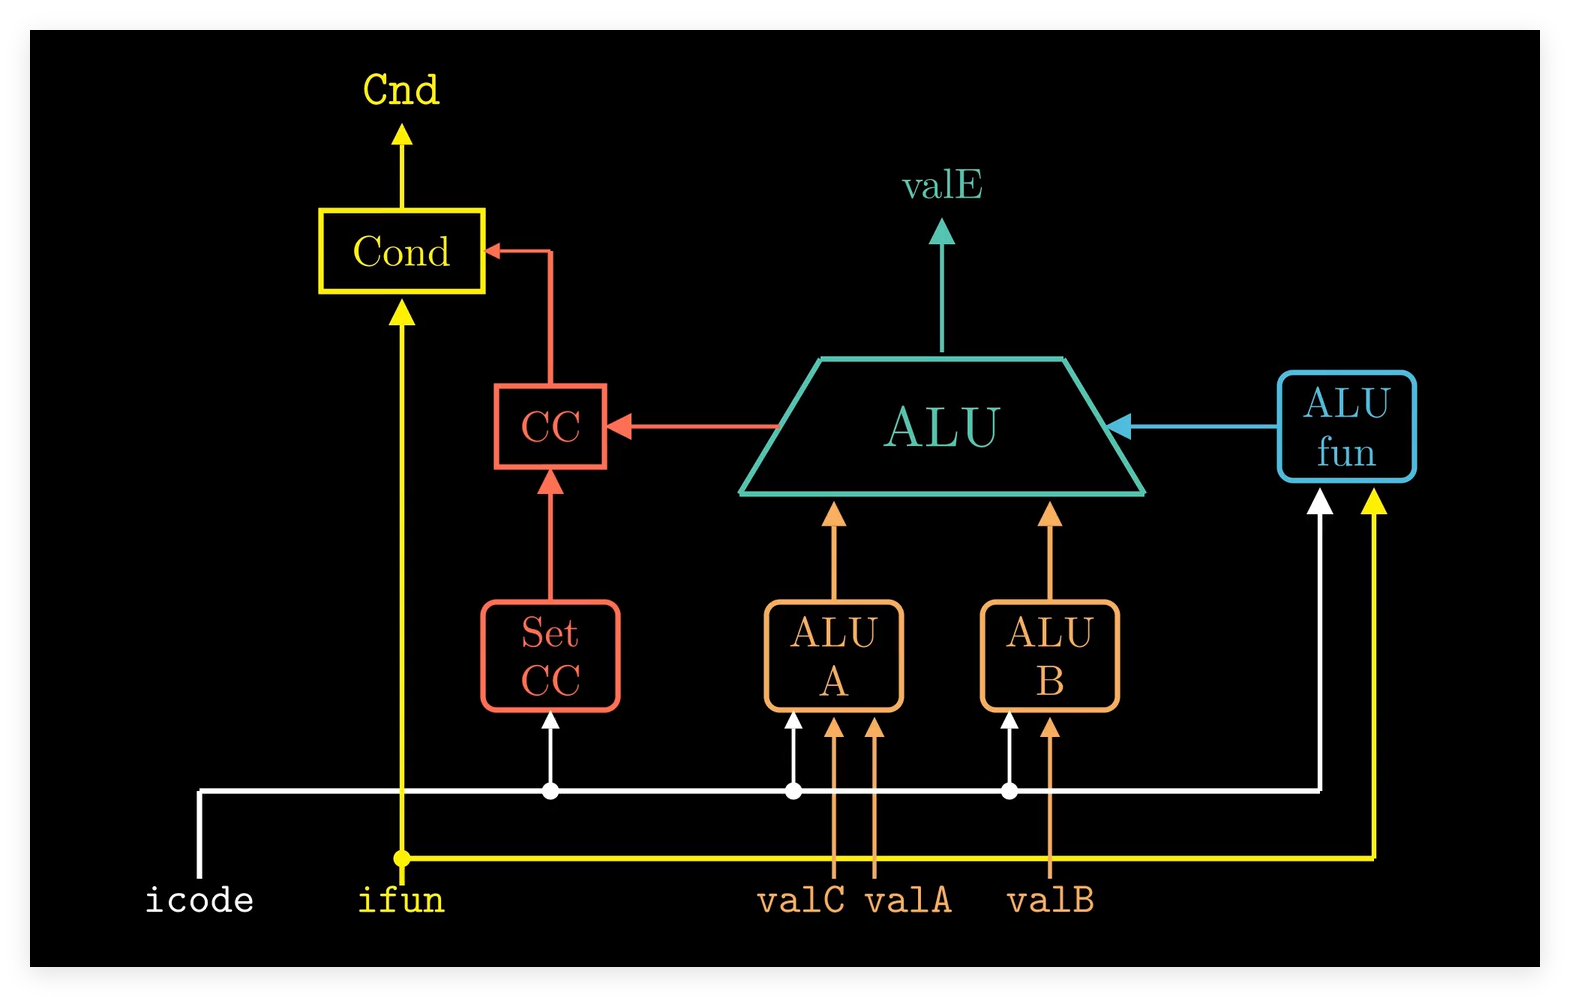 Cnd
valE
Cond
CC
ALU
ALU
fun
Set
CC
ALU
A
ALU
B
icode
ifun
valC
valA
valB